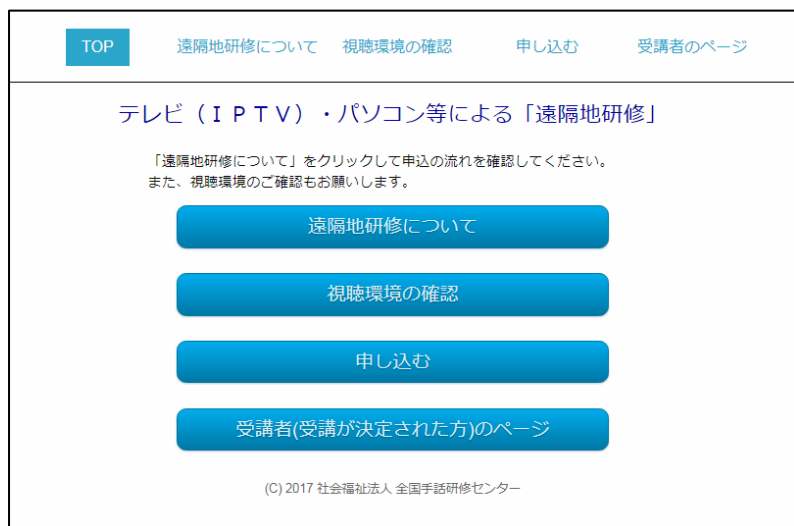 TOP 遠隔地研修について 視聴環境の確認 申し込む 受講者のページ
テレビ（ＩＰＴＶ）・パソコン等による「遠隔地研修」
「遠隔地研修について」をクリックして申込の流れを確認してください。
また、視聴環境のご確認もお願いします。
遠隔地研修について
視聴環境の確認
申し込む
受講者(受講が決定された方)のページ
(C) 2017 社会福祉法人 全国手話研修センター